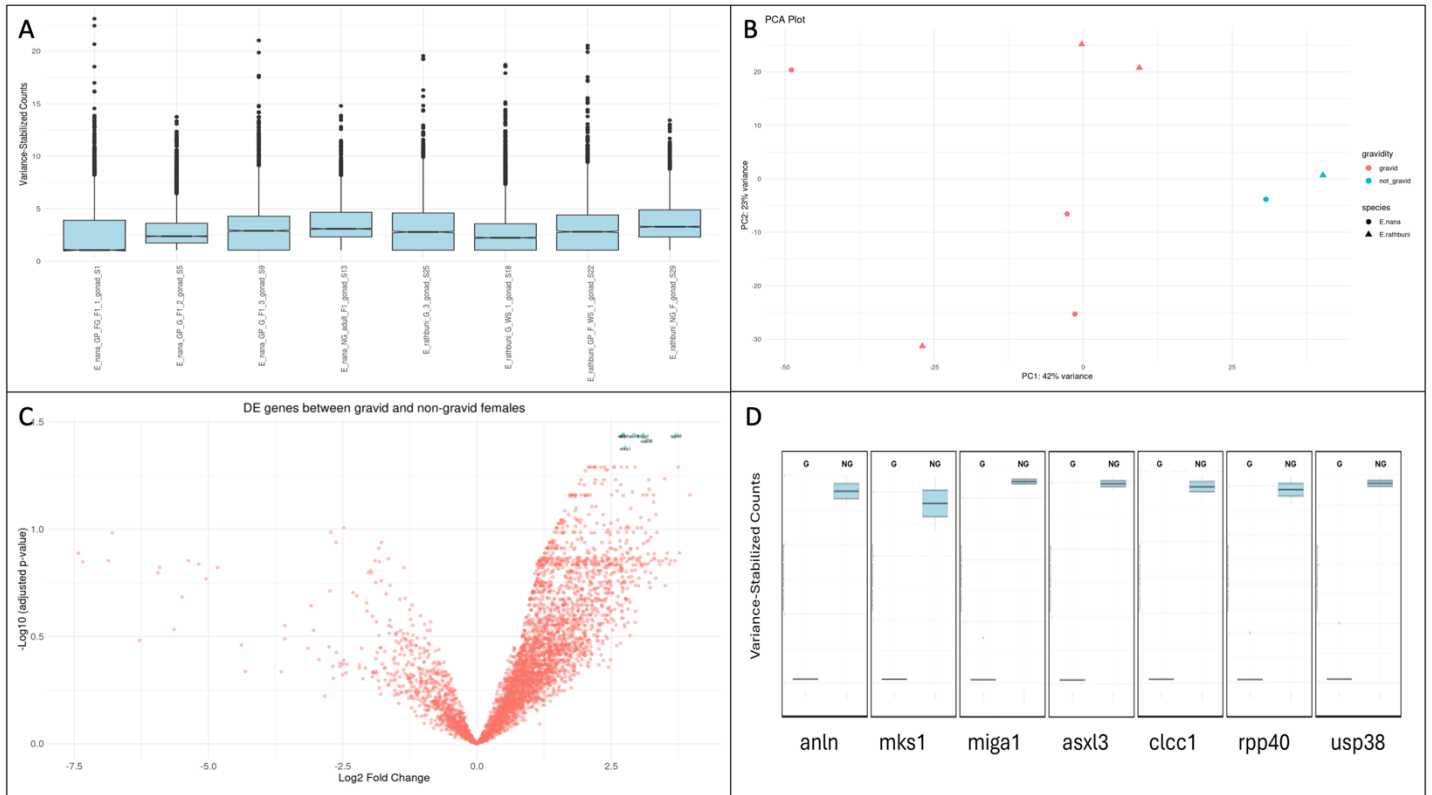 A
Variance-Stabilized Counts
20
15
10
5
0
E_nana_GP_FG_F1_1_gonad_S1
E_nana_GP_G_F1_2_gonad_S5
E_nana_GP_G_F1_3_gonad_S9
E_nana_NG_adult_F1_gonad_S13
E_rathbuni_G_3_gonad_S25
E_rathbuni_G_WS_1_gonad_S18
E_rathbuni_GP_F_WS_1_gonad_S22
E_rathbuni_NG_F_gonad_S29
B
PCA Plot
PC2: 23% variance
20
10
0
-10
-20
-30
-50
-25
0
25
PC1: 42% variance
gravidity
gravid
not_gravid
species
E.nana
E.rathbuni
C
DE genes between gravid and non-gravid females
-Log10 (adjusted p-value)
1.5
1.0
0.5
0.0
rpp40
usp38
mks1
-7.5
-5.0
-2.5
0.0
2.5
Log2 Fold Change
D
Variance-Stabilized Counts
G NG
G NG
G NG
G NG
G NG
G NG
G NG
anln mks1 miga1 asxl3 clcc1 rpp40 usp38